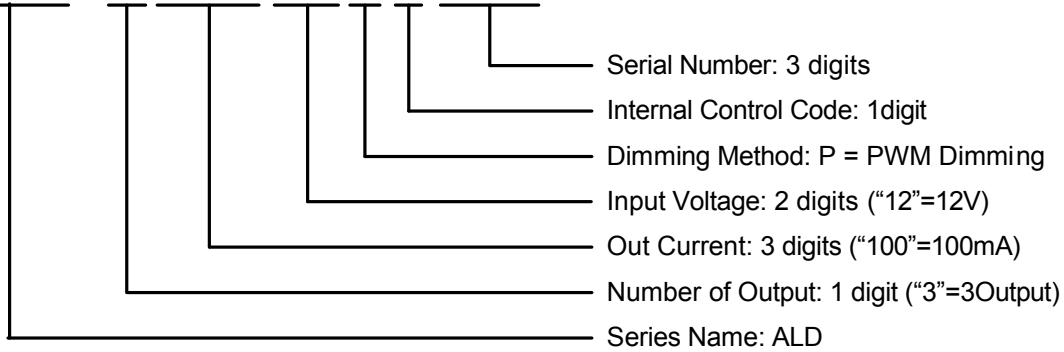 Serial Number: 3 digits
Internal Control Code: 1digit
Dimming Method: P = PWM Dimming
Input Voltage: 2 digits (“12”=12V)
Out Current: 3 digits (“100”=100mA)
Number of Output: 1 digit (“3”=3Output)
Series Name: ALD